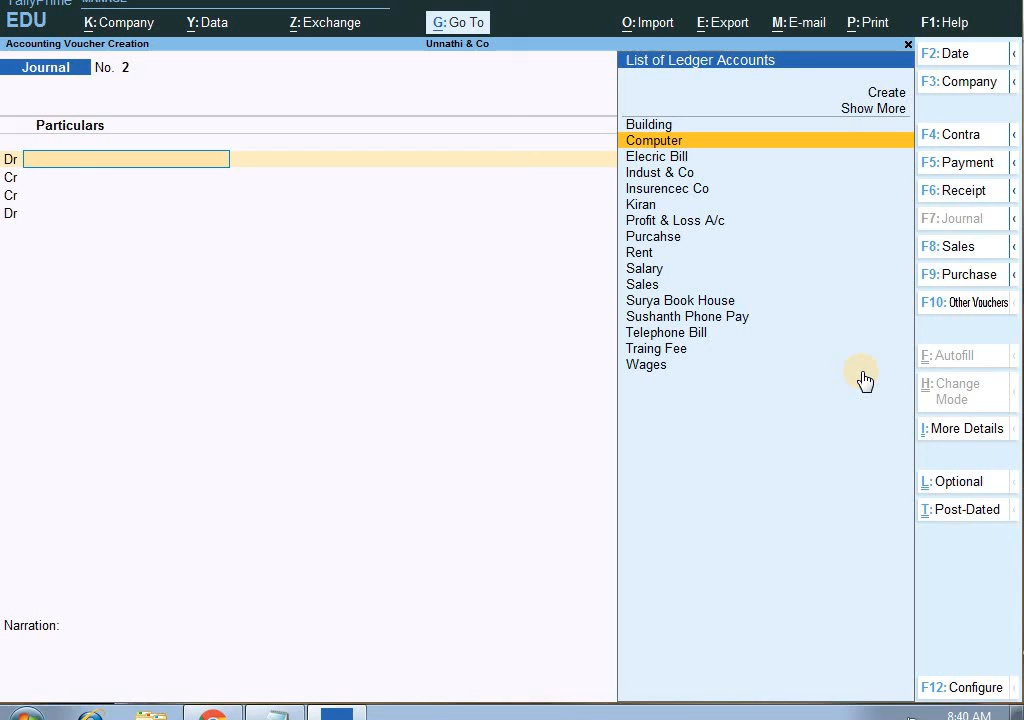 TallyPrime MANAGE
EDU
K: Company Y: Data Z: Exchange G: Go To O: Import E: Export M: E-mail P: Print F1: Help
Accounting Voucher Creation Unnathi & Co
Journal No. 2
Particulars
Dr
Cr
Cr
Dr
Narration:
List of Ledger Accounts
Create
Show More
Building
Computer
Elecric Bill
Indust & Co
Insurencec Co
Kiran
Profit & Loss A/c
Purcahse
Rent
Salary
Sales
Surya Book House
Sushanth Phone Pay
Telephone Bill
Traing Fee
Wages
F2: Date
F3: Company
F4: Contra
F5: Payment
F6: Receipt
F7: Journal
F8: Sales
F9: Purchase
F10: Other Vouchers
F: Autofill
H: Change
Mode
I: More Details
L: Optional
T: Post-Dated
F12: Configure
8:40 AM